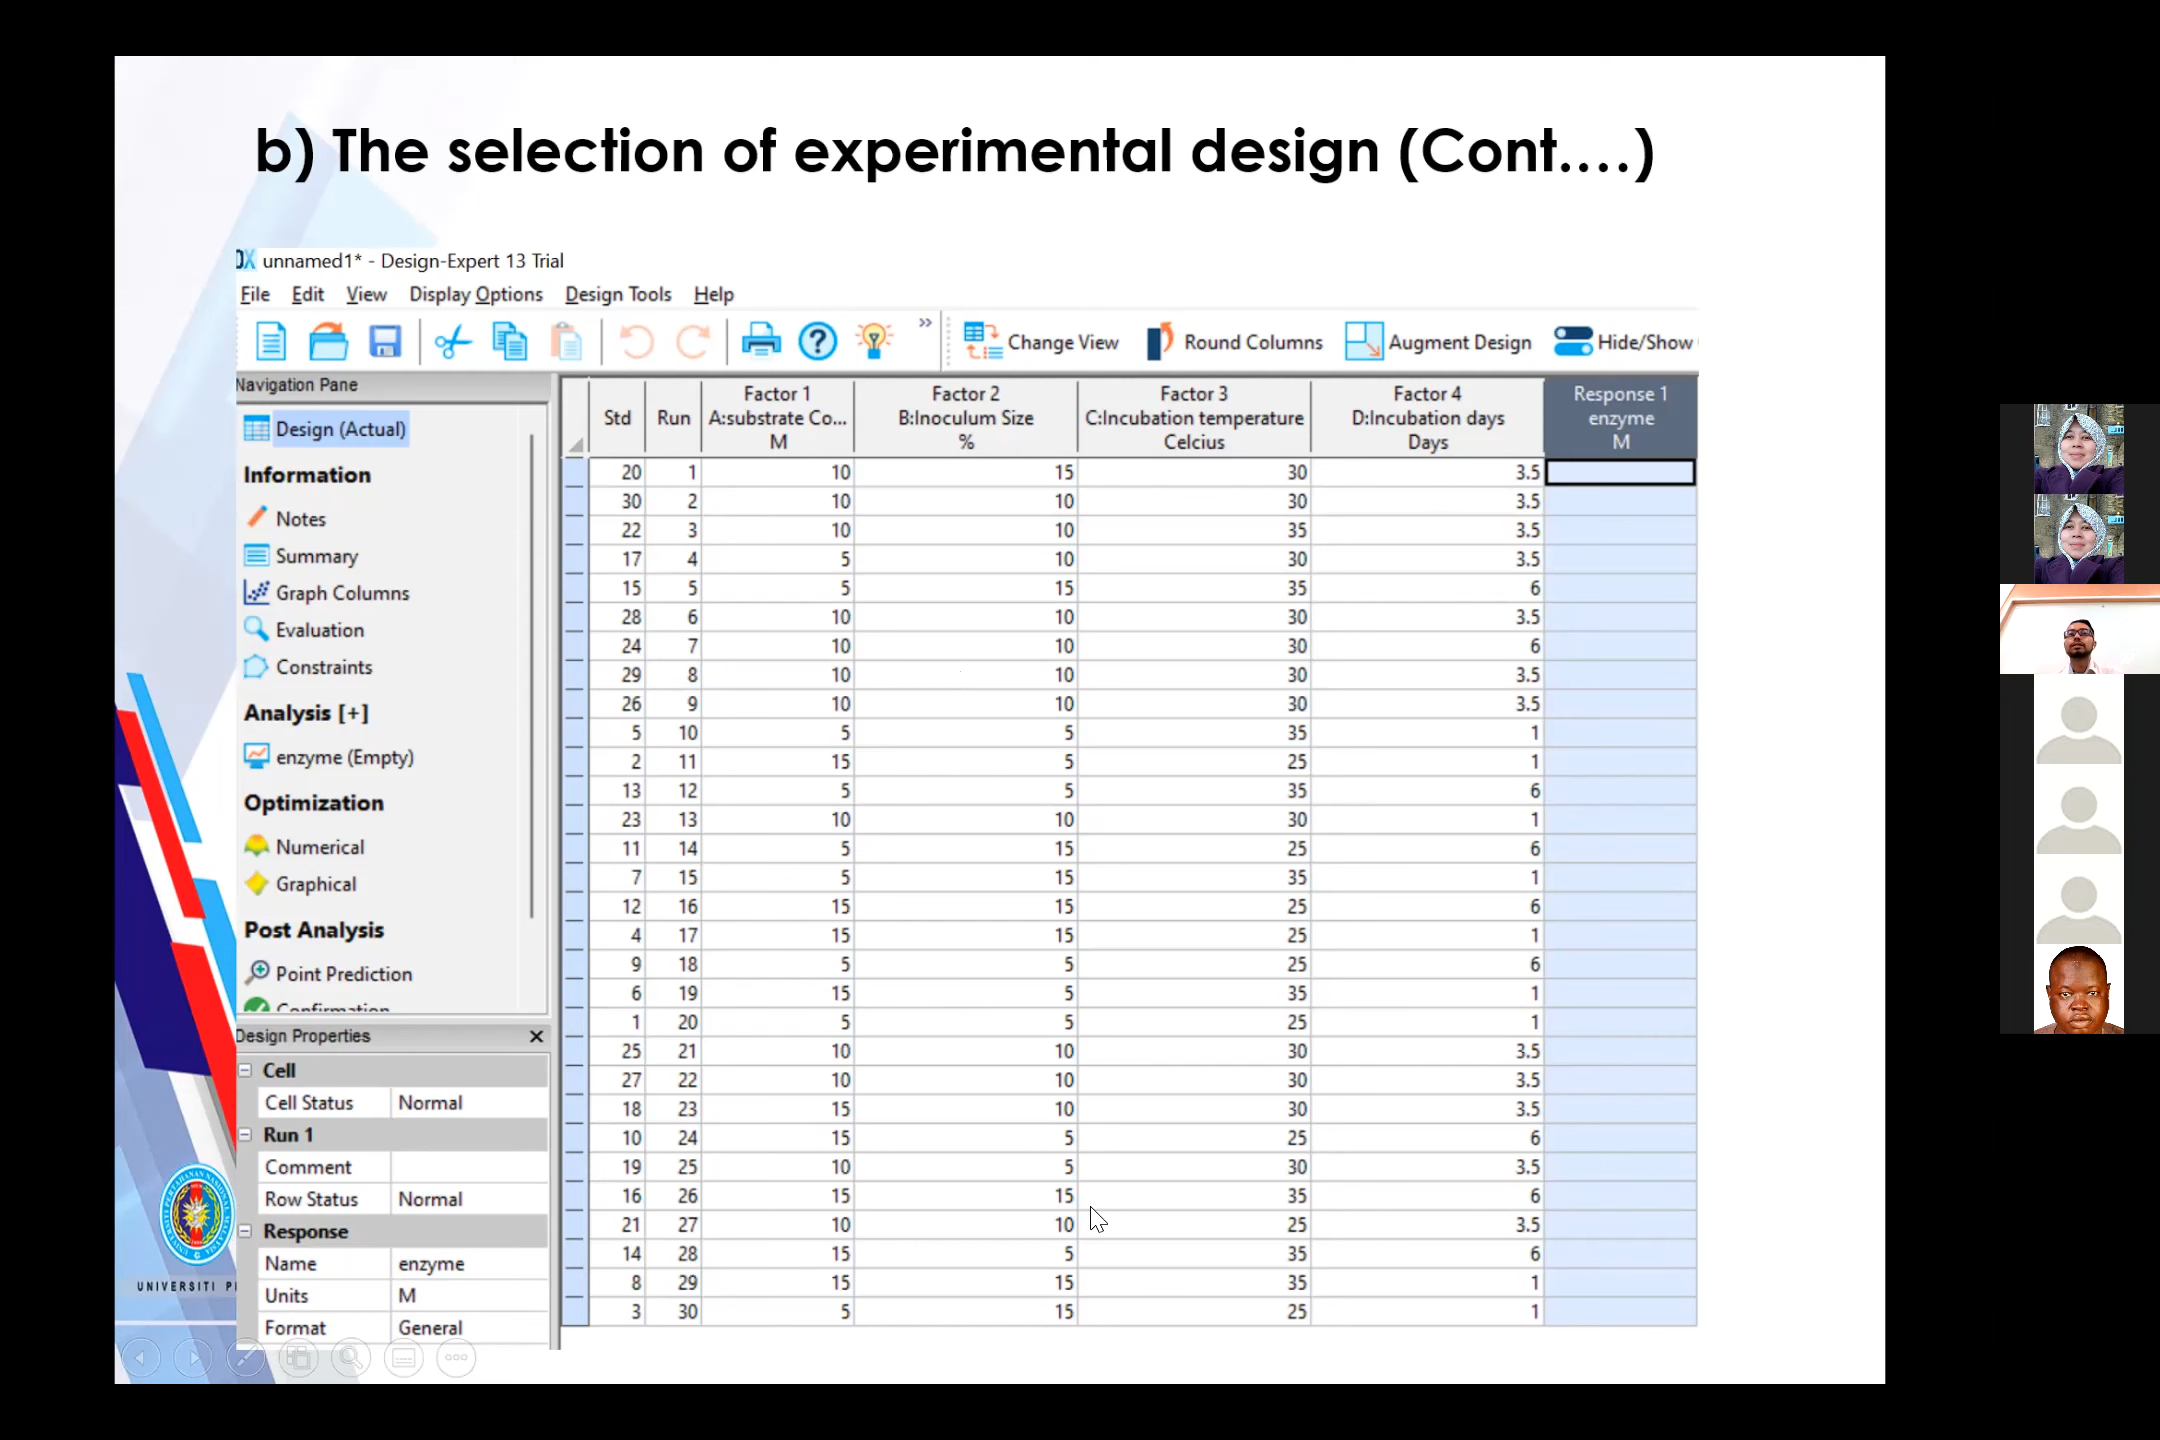 b) The selection of experimental design (Cont.…)
DX unnamed1* - Design-Expert 13 Trial
File Edit View Display Options Design Tools Help
» Change View Round Columns Augment Design Hide/Show
Navigation Pane
Design (Actual)
Information
Notes
Summary
Graph Columns
Evaluation
Constraints
Analysis [+]
enzyme (Empty)
Optimization
Numerical
Graphical
Post Analysis
Point Prediction
Confirmation
Design Properties
Cell
Cell Status Normal
Run 1
Comment
Row Status Normal
Response
Name enzyme
Units M
Format General
Factor 1 Factor 2 Factor 3 Factor 4 Response 1
Std Run A:substrate Co... B:Inoculum Size C:Incubation temperature D:Incubation days enzyme
M % Celcius Days M
20 1 10 15 30 3.5
30 2 10 10 30 3.5
22 3 10 10 35 3.5
17 4 5 10 30 3.5
15 5 5 15 35 6
28 6 10 10 30 3.5
24 7 10 10 30 6
29 8 10 10 30 3.5
26 9 10 10 30 3.5
5 10 5 5 35 1
2 11 15 5 25 1
13 12 5 5 35 6
23 13 10 10 30 1
11 14 5 15 25 6
7 15 5 15 35 1
12 16 15 15 25 6
4 17 15 15 25 1
9 18 5 5 25 6
6 19 15 5 35 1
1 20 5 5 25 1
25 21 10 10 30 3.5
27 22 10 10 30 3.5
18 23 15 10 30 3.5
10 24 15 5 25 6
19 25 10 5 30 3.5
16 26 15 15 35 6
21 27 10 10 25 3.5
14 28 15 5 35 6
8 29 15 15 35 1
3 30 5 15 25 1
UNIVERSITI P